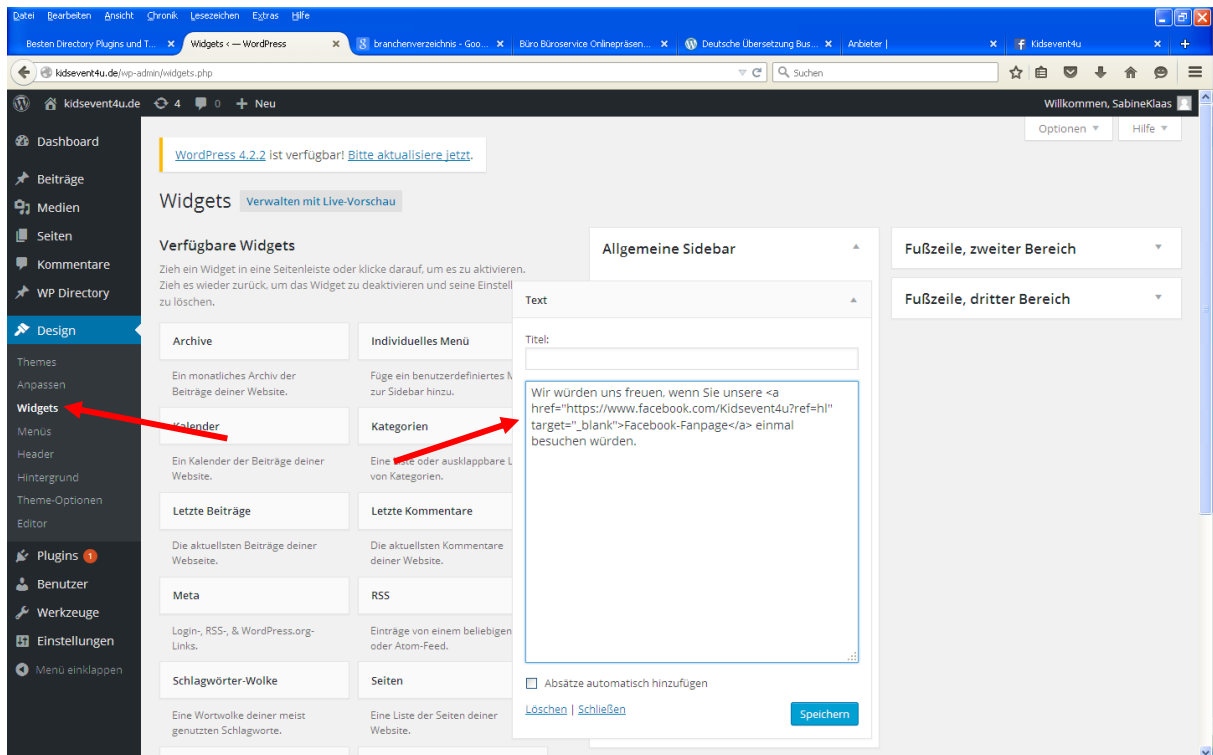 Datei Bearbeiten Ansicht Chronik Lesezeichen Extras Hilfe
Besten Directory Plugins und T...
Widgets ‹ — WordPress
branchenverzeichnis - Goo...
Büro Büroservice Onlinepräsen...
Deutsche Übersetzung Bus...
Anbieter |
Kidsevent4u
kidsevent4u.de/wp-admin/widgets.php
Suchen
kidsevent4u.de 4 0 + Neu
Willkommen, SabineKlaas
Optionen
Hilfe
Dashboard
Beiträge
Medien
Seiten
Kommentare
WP Directory
Design
Themes
Anpassen
Widgets
Menüs
Header
Hintergrund
Theme-Optionen
Editor
Plugins 1
Benutzer
Werkzeuge
Einstellungen
Menü einklappen
WordPress 4.2.2 ist verfügbar! Bitte aktualisiere jetzt.
Widgets Verwalten mit Live-Vorschau
Verfügbare Widgets
Zieh ein Widget in eine Seitenleiste oder klicke darauf, um es zu aktivieren.
Zieh es wieder zurück, um das Widget zu deaktivieren und seine Einstell
zu löschen.
Archive
Ein monatliches Archiv der
Beiträge deiner Website.
Individuelles Menü
Füge ein benutzerdefiniertes M
zur Sidebar hinzu.
Kalender
Ein Kalender der Beiträge deiner
Website.
Kategorien
Eine Liste oder ausklappbare L
von Kategorien.
Letzte Beiträge
Die aktuellsten Beiträge deiner
Webseite.
Letzte Kommentare
Die aktuellsten Kommentare
deiner Website.
Meta
Login-, RSS-, & WordPress.org-
Links.
RSS
Einträge von einem beliebigen
oder Atom-Feed.
Schlagwörter-Wolke
Eine Wortwolke deiner meist
genutzten Schlagworte.
Seiten
Eine Liste der Seiten deiner
Website.
Allgemeine Sidebar
Text
Titel:
Wir würden uns freuen, wenn Sie unsere <a
href="https://www.facebook.com/Kidsevent4u?ref=hl"
target="_blank">Facebook-Fanpage</a> einmal
besuchen würden.
Absätze automatisch hinzufügen
Löschen | Schließen
Speichern
Fußzeile, zweiter Bereich
Fußzeile, dritter Bereich